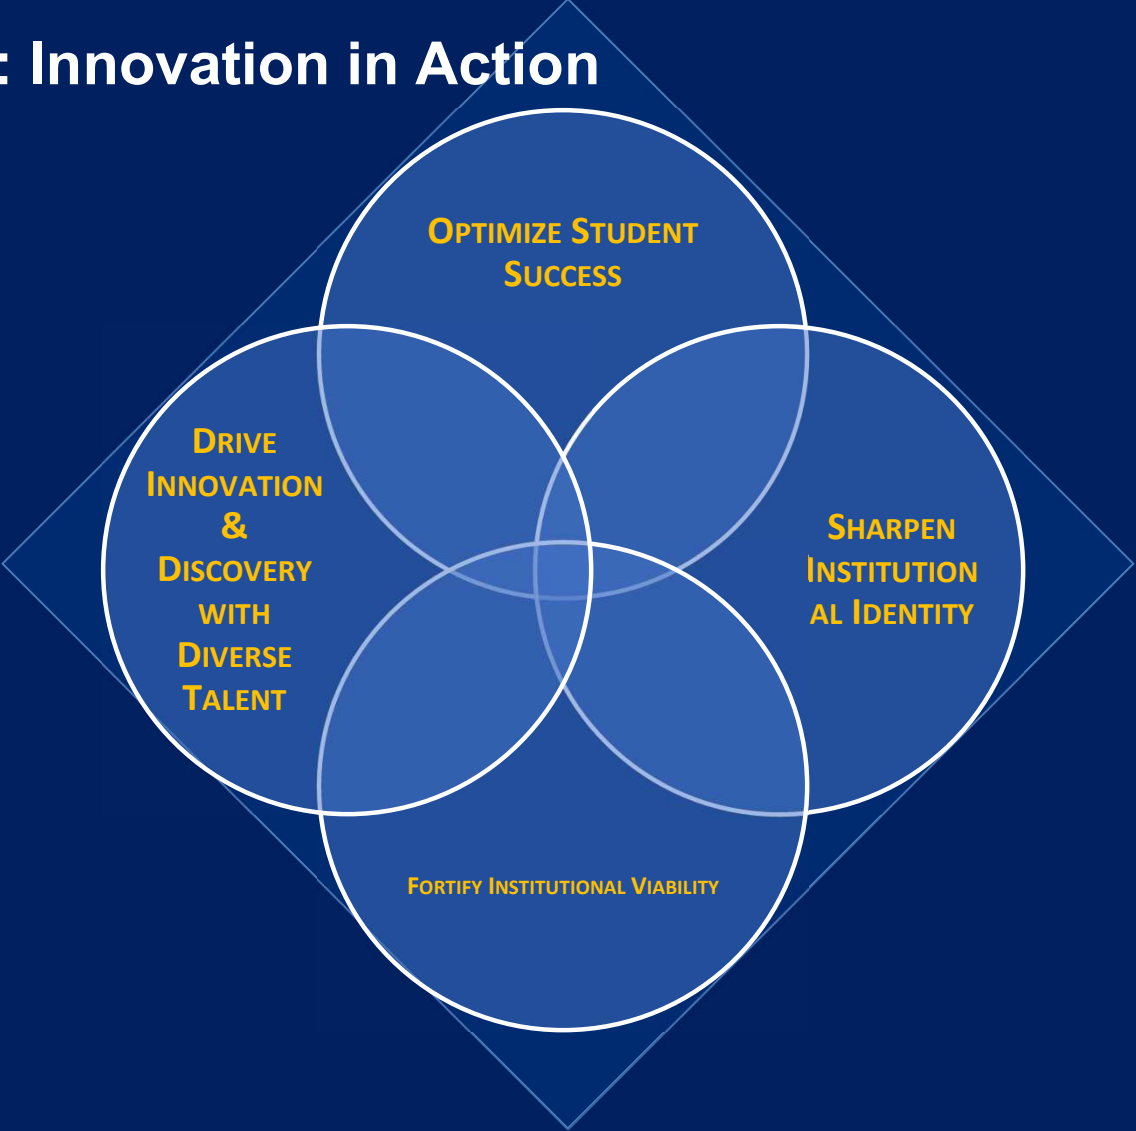 : Innovation in Action
OPTIMIZE STUDENT
SUCCESS
DRIVE
INNOVATION
&
DISCOVERY
WITH
DIVERSE
TALENT
SHARPEN
INSTITUTION
AL IDENTITY
FORTIFY INSTITUTIONAL VIABILITY